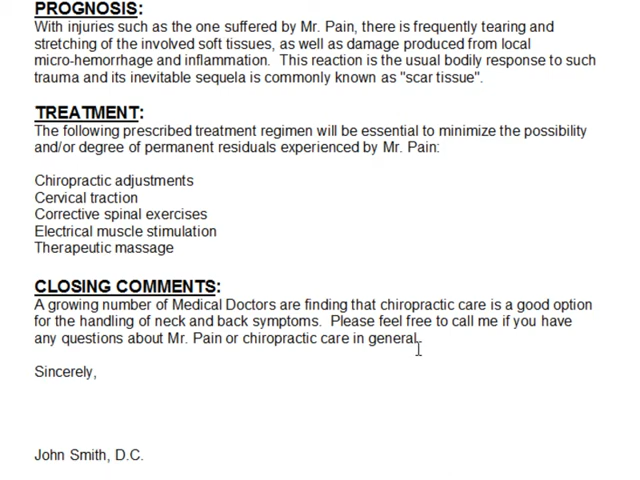 PROGNOSIS:
With injuries such as the one suffered by Mr. Pain, there is frequently tearing and
stretching of the involved soft tissues, as well as damage produced from local
micro-hemorrhage and inflammation.  This reaction is the usual bodily response to such
trauma and its inevitable sequela is commonly known as "scar tissue".
TREATMENT:
The following prescribed treatment regimen will be essential to minimize the possibility
and/or degree of permanent residuals experienced by Mr. Pain:
Chiropractic adjustments
Cervical traction
Corrective spinal exercises
Electrical muscle stimulation
Therapeutic massage
CLOSING COMMENTS:
A growing number of Medical Doctors are finding that chiropractic care is a good option
for the handling of neck and back symptoms.  Please feel free to call me if you have
any questions about Mr. Pain or chiropractic care in general.
Sincerely,
John Smith, D.C.